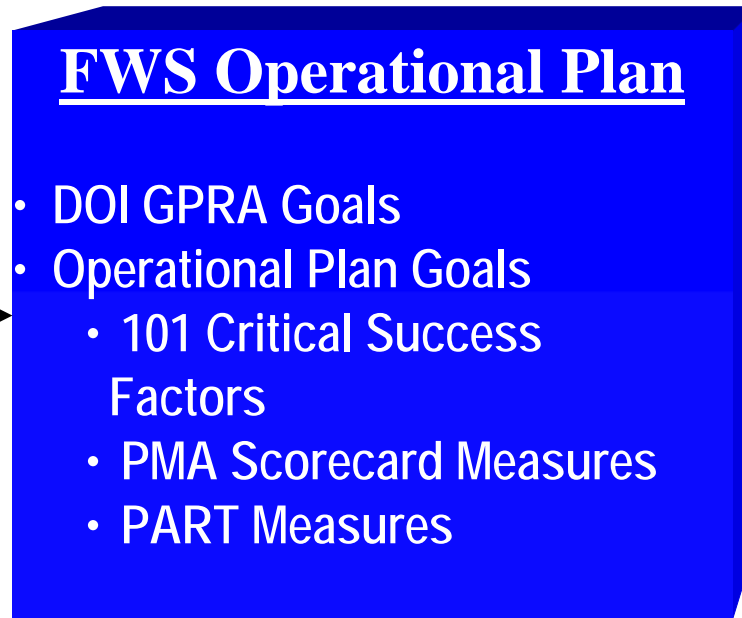 FWS Operational Plan
• DOI GPRA Goals
• Operational Plan Goals
• 101 Critical Success
Factors
• PMA Scorecard Measures
• PART Measures